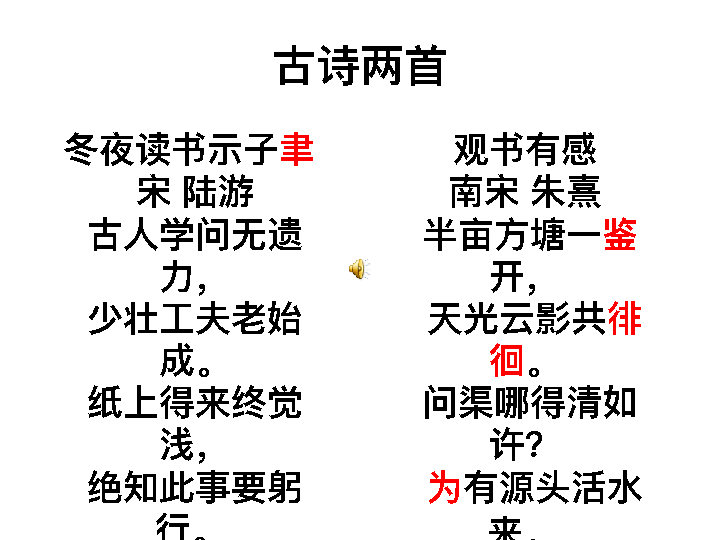 古诗两首
冬夜读书示子聿
宋 陆游
古人学问无遗
力，
少壮工夫老始
成。
纸上得来终觉
浅，
绝知此事要躬
行。
观书有感
南宋 朱熹
半亩方塘一鉴
开，
天光云影共徘
徊。
问渠哪得清如
许？
为有源头活水
来，